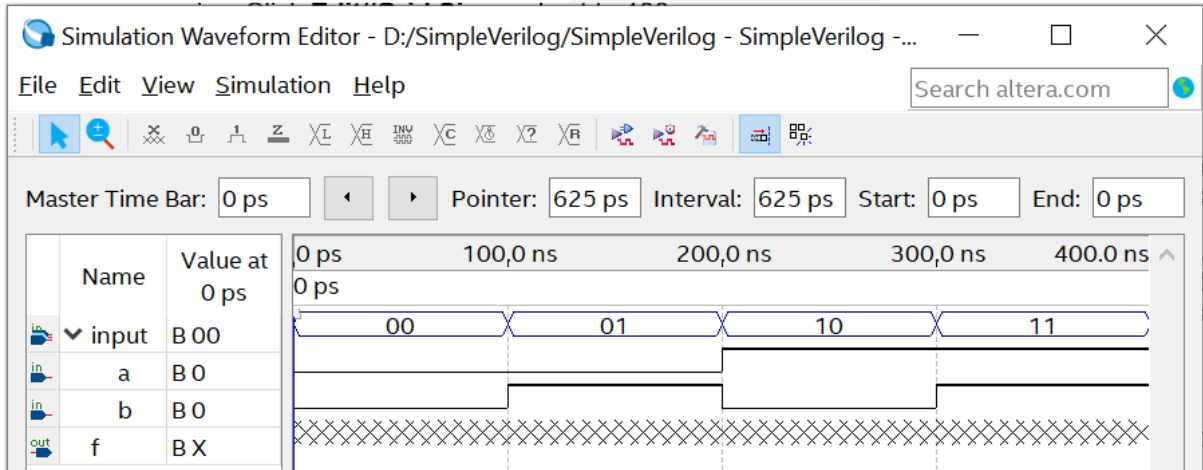 Simulation Waveform Editor - D:/SimpleVerilog/SimpleVerilog - SimpleVerilog -...
File Edit View Simulation Help
Search altera.com
Master Time Bar: 0 ps Pointer: 625 ps Interval: 625 ps Start: 0 ps End: 0 ps
Name Value at 0 ps
0 ps 100,0 ns 200,0 ns 300,0 ns 400.0 ns
0 ps
input B 00 00 01 10 11
a B 0
b B 0
f B X